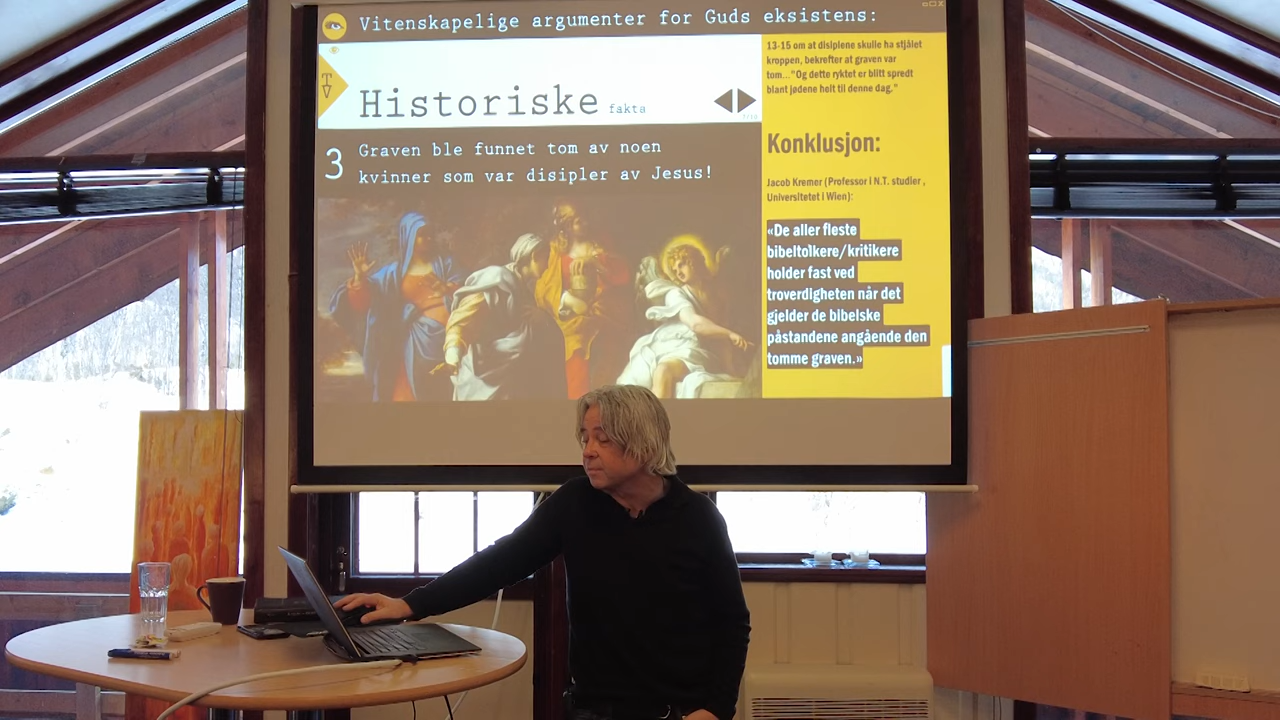 Vitenskapelige argumenter for Guds eksistens:
TV
Historiske fakta
3 Graven ble funnet tom av noen
kvinner som var disipler av Jesus!
13-15 om at disiplene skulle ha stjålet
kroppen, bekrefter at graven var
tom..."Og dette ryktet er blitt spredt
blant jødene helt til denne dag."
Konklusjon:
Jacob Kremer (Professor i N.T. studier ,
Universitetet i Wien):
«De aller fleste
bibeltolkere/kritikere
holder fast ved
troverdigheten når det
gjelder de bibelske
påstandene angående den
tomme graven.»